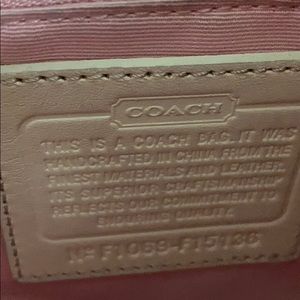 COACH
THIS IS A COACH BAG. IT WAS
HANDCRAFTED IN CHINA FROM THE
FINEST MATERIALS AND LEATHER.
ITS SUPERIOR CRAFTSMANSHIP
REFLECTS OUR COMMITMENT TO
ENDURING QUALITY.
Nº F1059-F15136